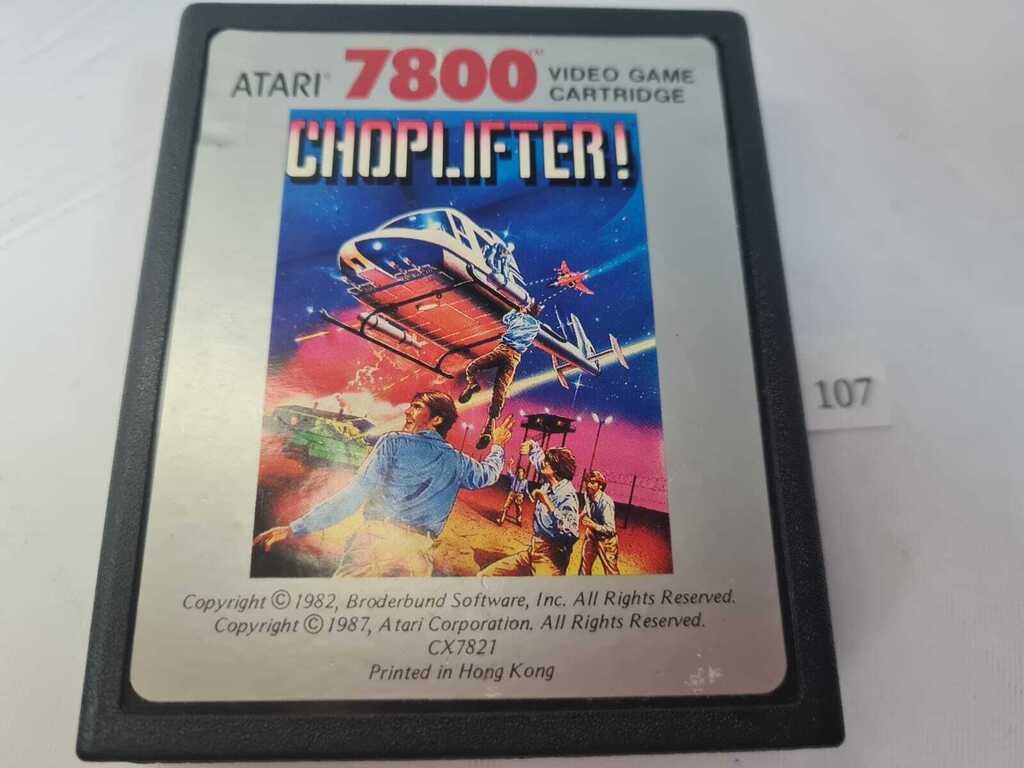 ATARI® 7800™ VIDEO GAME
CARTRIDGE
CHOPLIFTER!
107
Copyright © 1982, Broderbund Software, Inc. All Rights Reserved.
Copyright © 1987, Atari Corporation. All Rights Reserved.
CX7821
Printed in Hong Kong